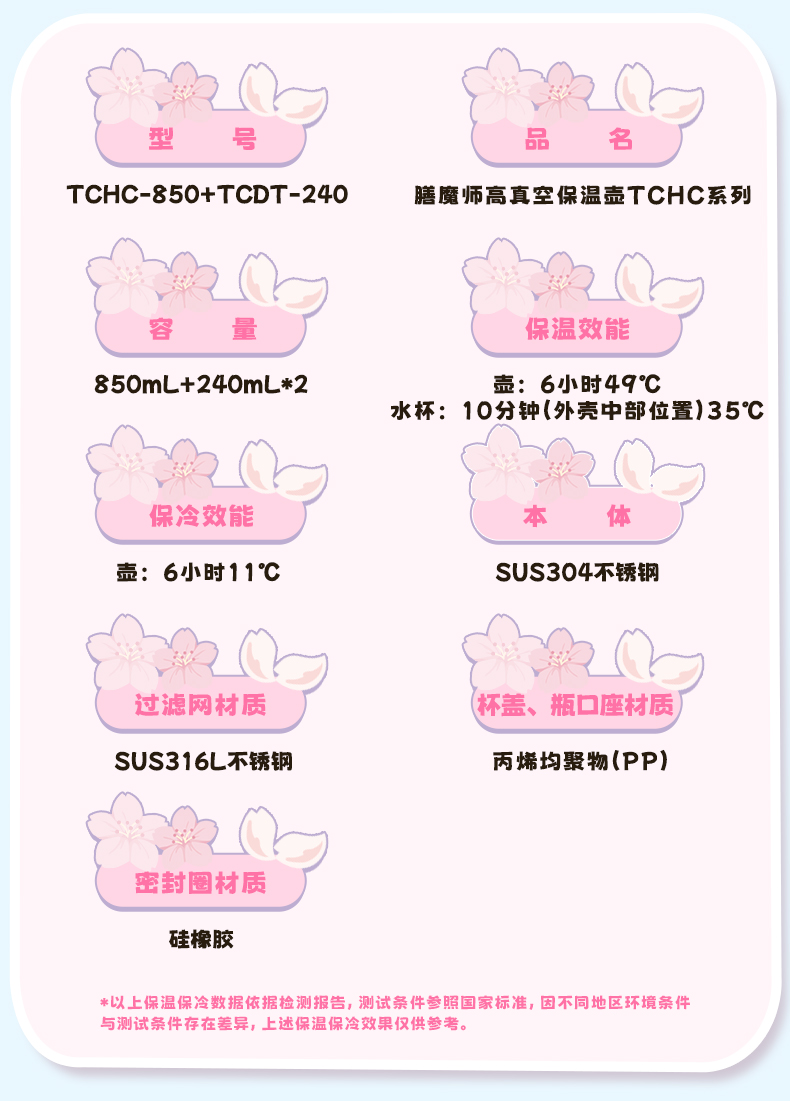 型号
TCHC-850+TCDT-240
品名
膳魔师高真空保温壶TCHC系列
容量
850mL+240mL*2
保温效能
壶：6小时49℃
水杯：10分钟(外壳中部位置)35℃
保冷效能
壶：6小时11℃
本体
SUS304不锈钢
过滤网材质
SUS316L不锈钢
杯盖、瓶口座材质
丙烯均聚物(PP)
密封圈材质
硅橡胶
*以上保温保冷数据依据检测报告, 测试条件参照国家标准, 因不同地区环境条件
与测试条件存在差异, 上述保温保冷效果仅供参考。